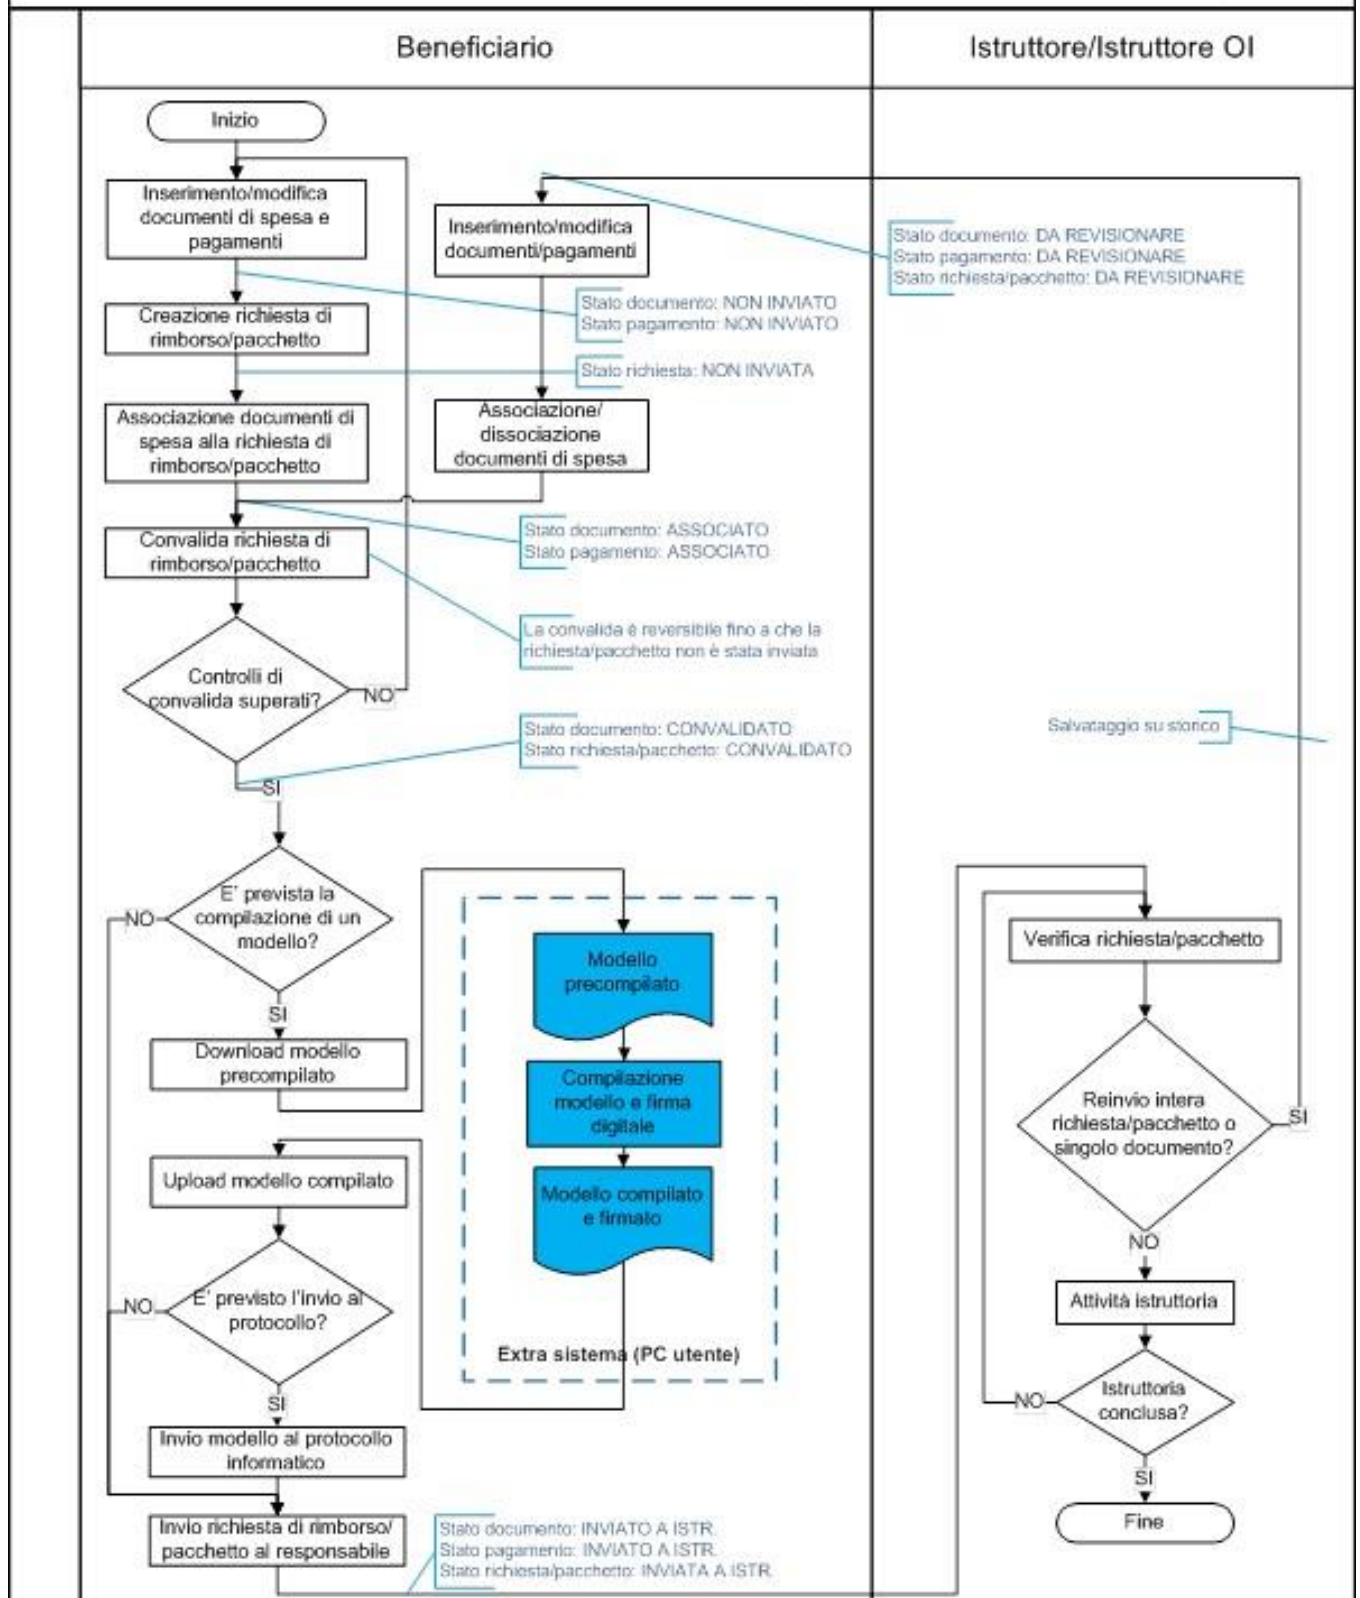 Beneficiario
Istruttore/Istruttore OI
Inizio
Inserimento/modifica
documenti di spesa e
pagamenti
Inserimento/modifica
documenti/pagamenti
Stato documento: DA REVISIONARE
Stato pagamento: DA REVISIONARE
Stato richiesta/pacchetto: DA REVISIONARE
Stato documento: NON INVIATO
Stato pagamento: NON INVIATO
Creazione richiesta di
rimborso/pacchetto
Stato richiesta: NON INVIATA
Associazione documenti di
spesa alla richiesta di
rimborso/pacchetto
Associazione/
dissociazione
documenti di spesa
Stato documento: ASSOCIATO
Stato pagamento: ASSOCIATO
Convalida richiesta di
rimborso/pacchetto
La convalida è reversibile fino a che la
richiesta/pacchetto non è stata inviata
Controlli di
convalida superati?
NO
Stato documento: CONVALIDATO
Stato richiesta/pacchetto: CONVALIDATO
Salvataggio su storico
SI
E' prevista la
compilazione di un
modello?
NO
SI
Download modello
precompilato
Modello
precompilato
Compilazione
modello e firma
digitale
Modello compilato
e firmato
Extra sistema (PC utente)
Upload modello compilato
E' previsto l'invio al
protocollo?
NO
SI
Invio modello al protocollo
informatico
Invio richiesta di rimborso/
pacchetto al responsabile
Stato documento: INVIATO A ISTR.
Stato pagamento: INVIATO A ISTR.
Stato richiesta/pacchetto: INVIATA A ISTR.
Verifica richiesta/pacchetto
Reinvio intera
richiesta/pacchetto o
singolo documento?
SI
NO
Attività istruttoria
Istruttoria
conclusa?
NO
SI
Fine